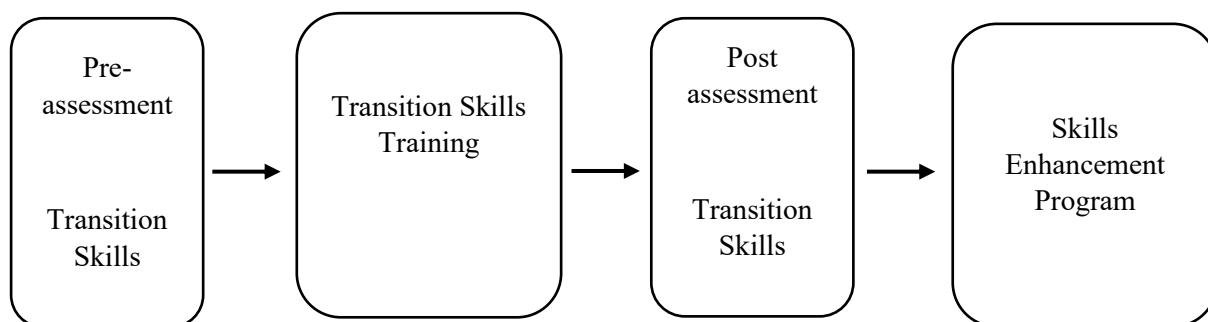 Pre-
assessment
Transition
Skills
Transition Skills
Training
Post
assessment
Transition
Skills
Skills
Enhancement
Program